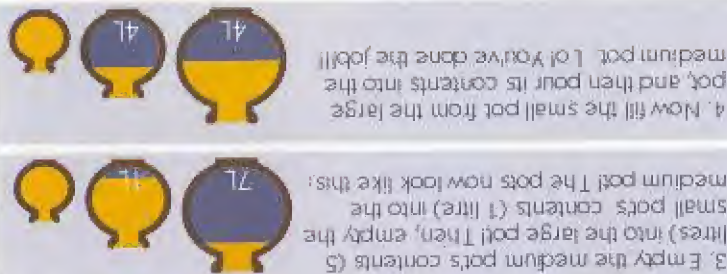 3. Empty the medium pot's contents (5
litres) into the large pot! Then, empty the
small pot's contents (1 litre) into the
medium pot! The pots now look like this:
1L 7L
4. Now fill the small pot from the large
pot, and then pour its contents into the
medium pot. Lo! You've done the job!!!
4L 4L